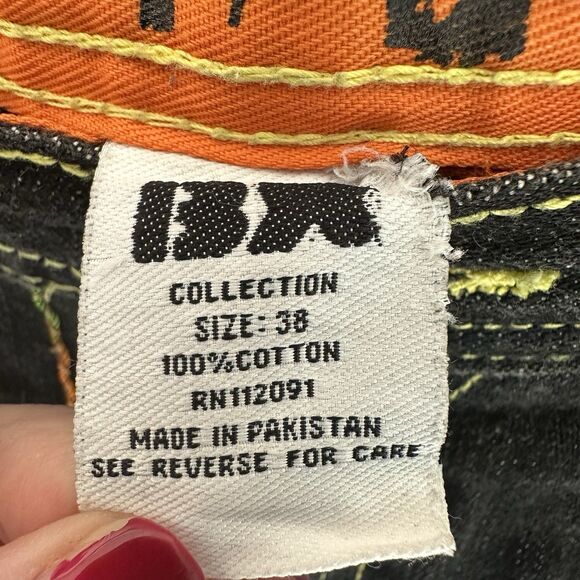 BX
COLLECTION
SIZE: 38
100%COTTON
RN112091
MADE IN PAKISTAN
SEE REVERSE FOR CARE